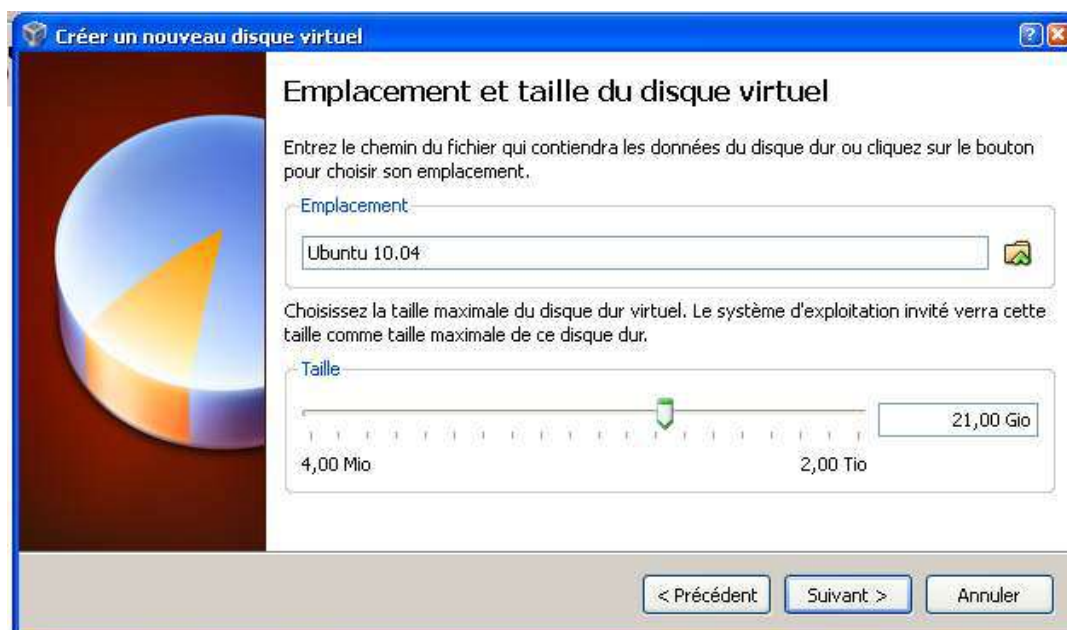 Créer un nouveau disque virtuel
Emplacement et taille du disque virtuel
Entrez le chemin du fichier qui contiendra les données du disque dur ou cliquez sur le bouton
pour choisir son emplacement.
Emplacement
Ubuntu 10.04
Choisissez la taille maximale du disque dur virtuel. Le système d'exploitation invité verra cette
taille comme taille maximale de ce disque dur.
Taille
21,00 Gio
4,00 Mio 2,00 Tio
< Précédent Suivant > Annuler